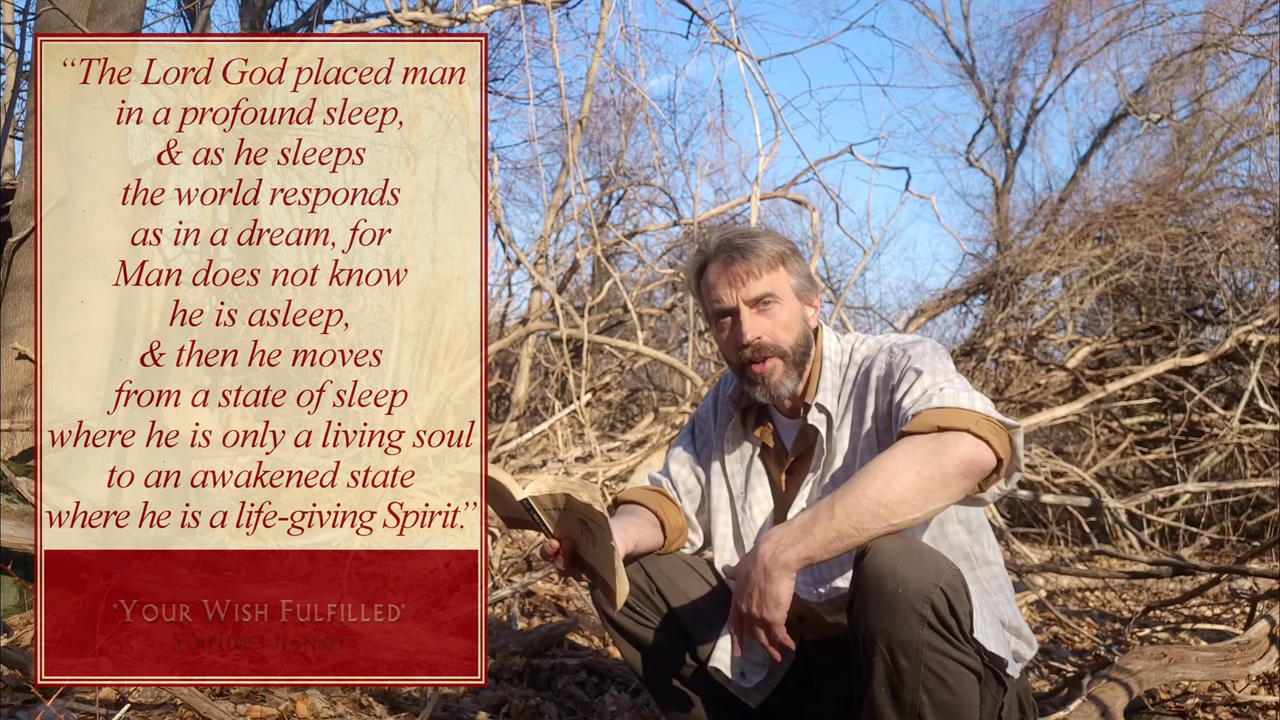 “The Lord God placed man
in a profound sleep,
& as he sleeps
the world responds
as in a dream, for
Man does not know
he is asleep,
& then he moves
from a state of sleep
where he is only a living soul
to an awakened state
where he is a life-giving Spirit.”
"Your Wish Fulfilled"
YouTube Channel